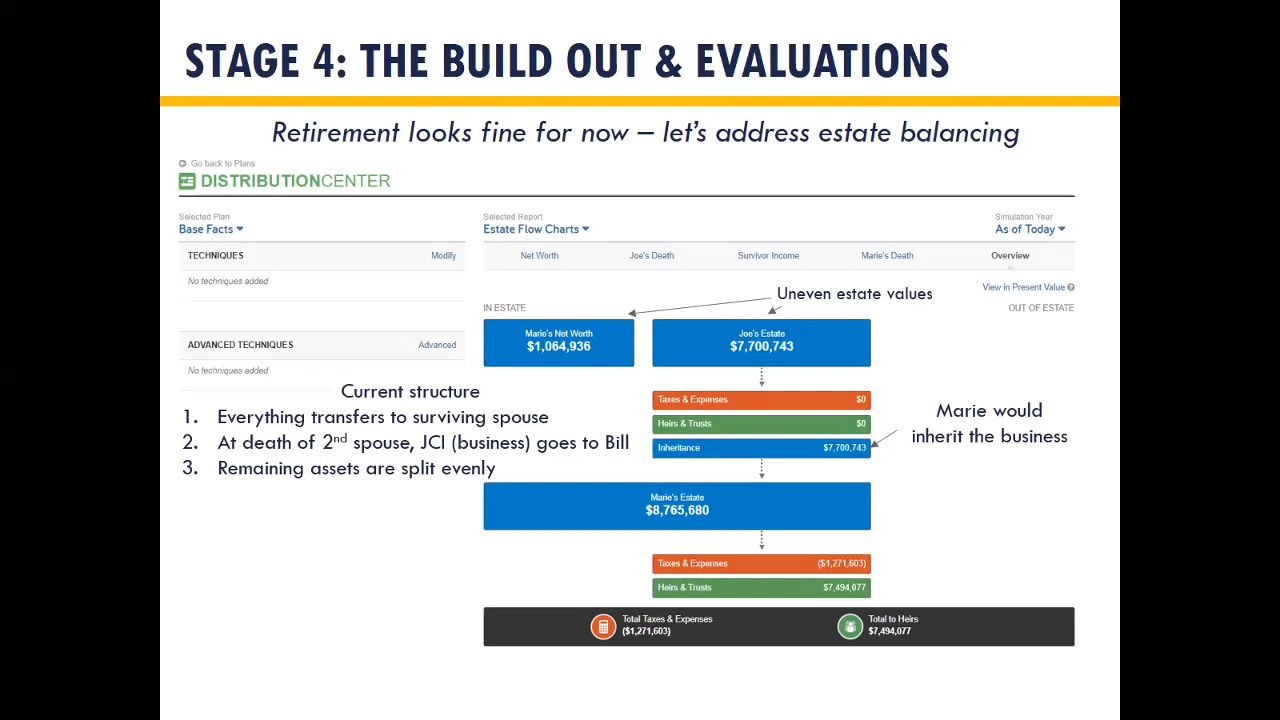 STAGE 4: THE BUILD OUT & EVALUATIONS
Retirement looks fine for now – let's address estate balancing
Go back to Plans
DISTRIBUTIONCENTER
Selected Plan
Base Facts
Selected Report
Estate Flow Charts
Simulation Year
As of Today
TECHNIQUES
Modify
No techniques added
Net Worth
Joe's Death
Survivor Income
Marie's Death
Overview
View in Present Value
Uneven estate values
IN ESTATE
OUT OF ESTATE
Marie's Net Worth
$1,064,936
Joe's Estate
$7,700,743
ADVANCED TECHNIQUES
Advanced
No techniques added
Current structure
1. Everything transfers to surviving spouse
2. At death of 2nd spouse, JCI (business) goes to Bill
3. Remaining assets are split evenly
Taxes & Expenses $0
Heirs & Trusts $0
Inheritance $7,700,743
Marie would
inherit the business
Marie's Estate
$8,765,680
Taxes & Expenses ($1,271,603)
Heirs & Trusts $7,494,077
Total Taxes & Expenses
($1,271,603)
Total to Heirs
$7,494,077